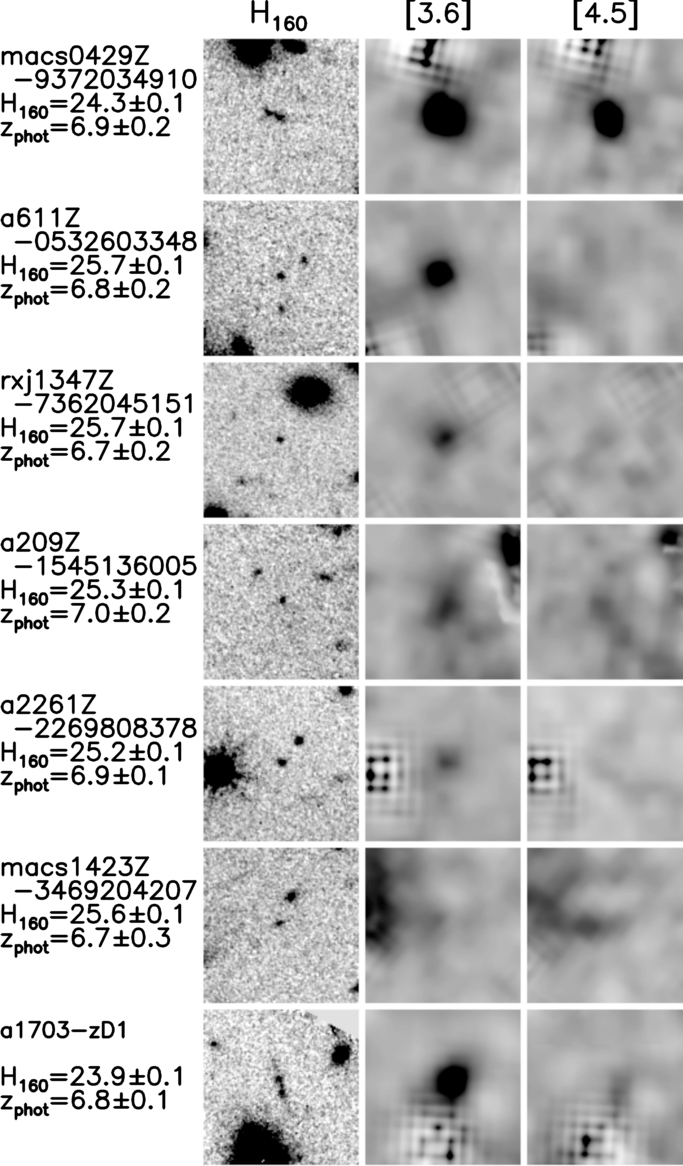 H160 [3.6] [4.5]
macs0429Z
−9372034910
H160=24.3±0.1
zphot=6.9±0.2
a611Z
−0532603348
H160=25.7±0.1
zphot=6.8±0.2
rxj1347Z
−7362045151
H160=25.7±0.1
zphot=6.7±0.2
a209Z
−1545136005
H160=25.3±0.1
zphot=7.0±0.2
a2261Z
−2269808378
H160=25.2±0.1
zphot=6.9±0.1
macs1423Z
−3469204207
H160=25.6±0.1
zphot=6.7±0.3
a1703−zD1
H160=23.9±0.1
zphot=6.8±0.1